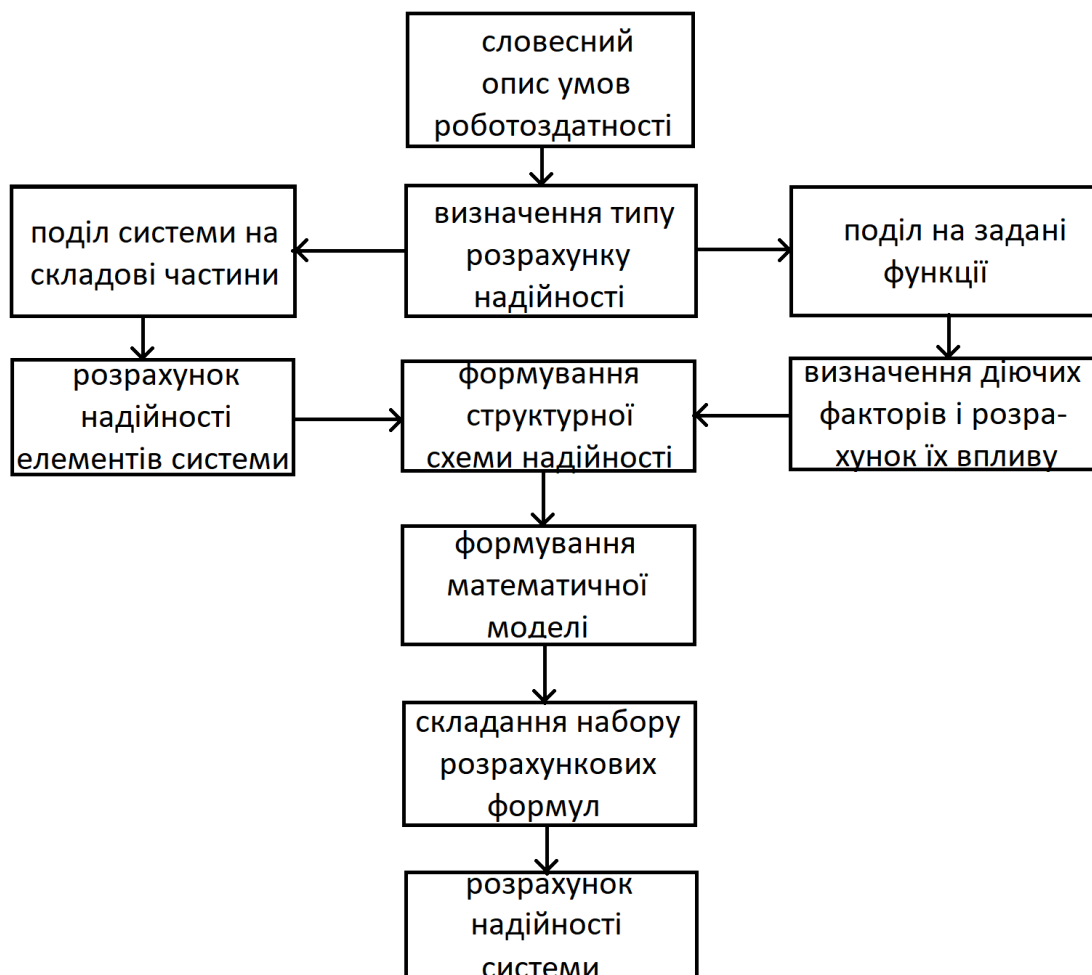 словесний
опис умов
роботоздатності
поділ системи на
складові частини
визначення типу
розрахунку
надійності
поділ на задані
функції
розрахунок
надійності
елементів системи
формування
структурної
схеми надійності
визначення діючих
факторів і розра-
хунок їх впливу
формування
математичної
моделі
складання набору
розрахункових
формул
розрахунок
надійності
системи